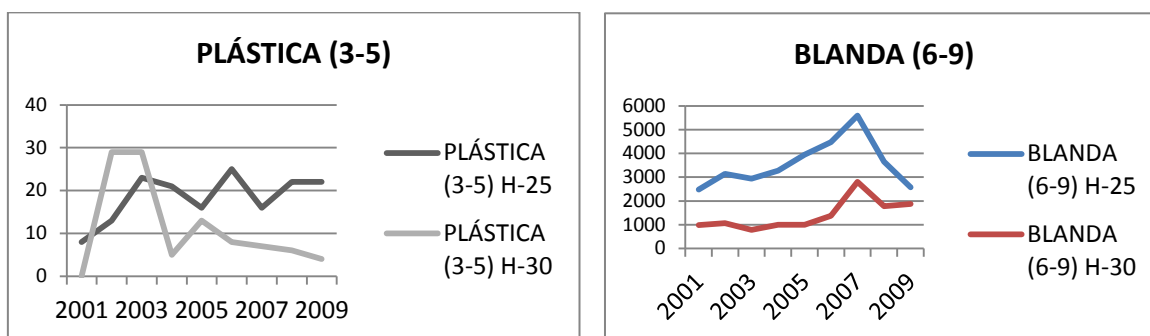 PLÁSTICA (3-5)
40
30
20
10
0
2001 2003 2005 2007 2009
PLÁSTICA
(3-5) H-25
PLÁSTICA
(3-5) H-30
BLANDA (6-9)
6000
5000
4000
3000
2000
1000
0
2001
2003
2005
2007
2009
BLANDA
(6-9) H-25
BLANDA
(6-9) H-30